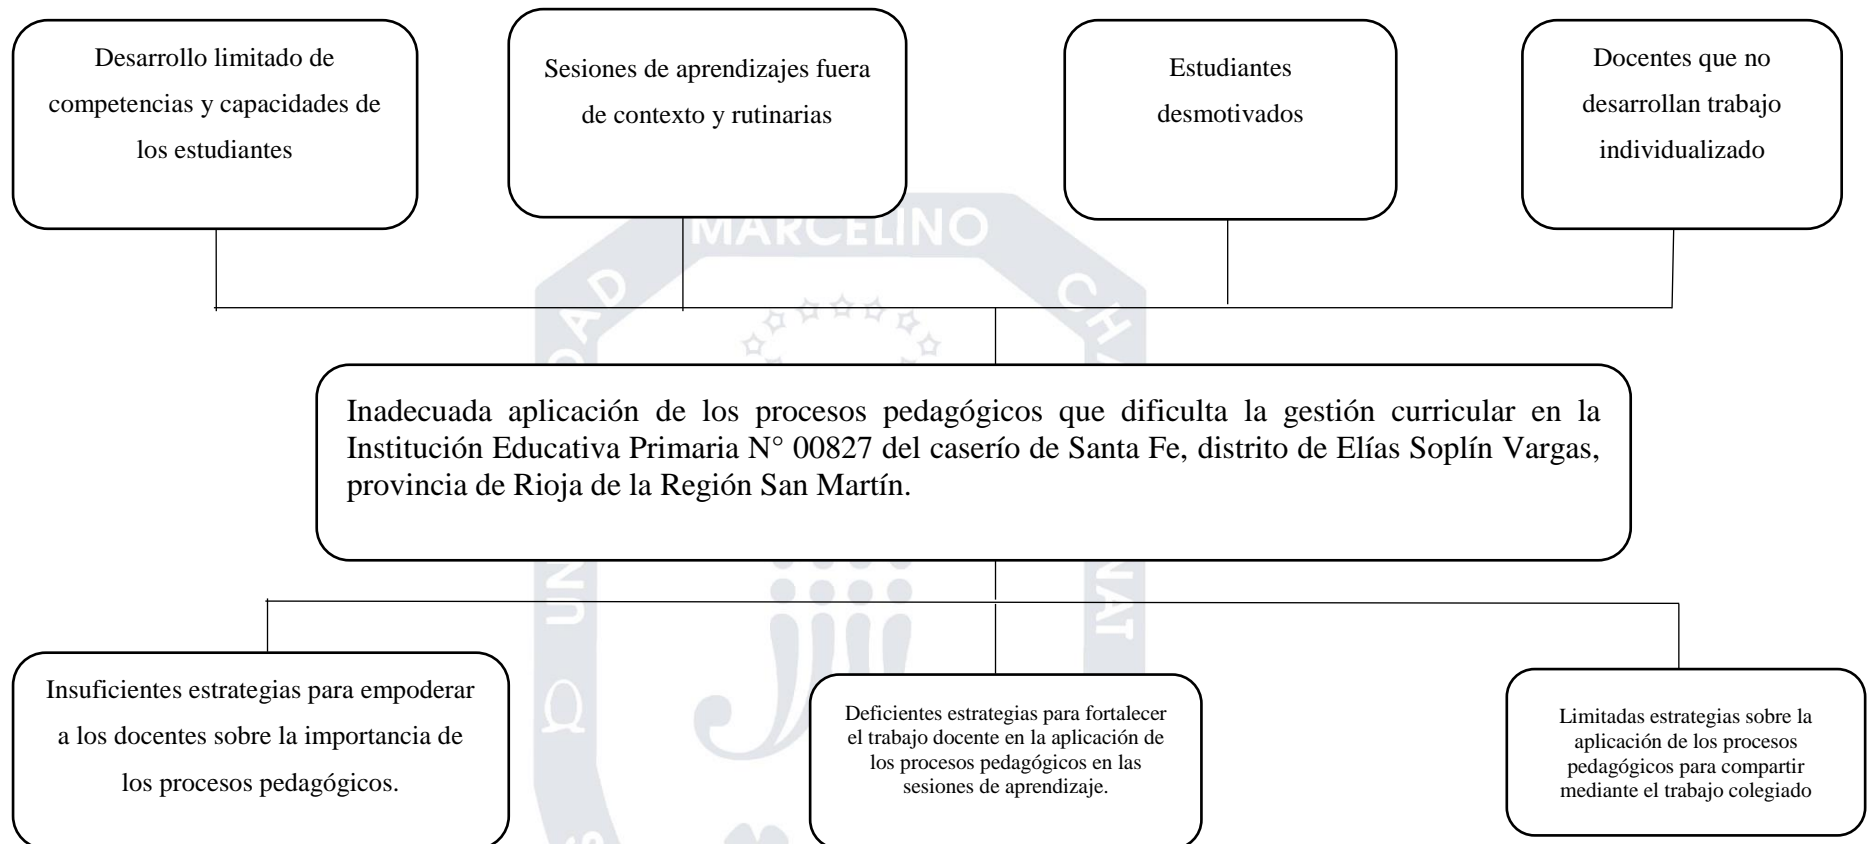 Desarrollo limitado de
competencias y capacidades de
los estudiantes
Sesiones de aprendizajes fuera
de contexto y rutinarias
Estudiantes
desmotivados
Docentes que no
desarrollan trabajo
individualizado
MARCELINO
Inadecuada aplicación de los procesos pedagógicos que dificulta la gestión curricular en la
Institución Educativa Primaria N° 00827 del caserío de Santa Fe, distrito de Elías Soplín Vargas,
provincia de Rioja de la Región San Martín.
Insuficientes estrategias para empoderar
a los docentes sobre la importancia de
los procesos pedagógicos.
Deficientes estrategias para fortalecer
el trabajo docente en la aplicación de
los procesos pedagógicos en las
sesiones de aprendizaje.
Limitadas estrategias sobre la
aplicación de los procesos
pedagógicos para compartir
mediante el trabajo colegiado